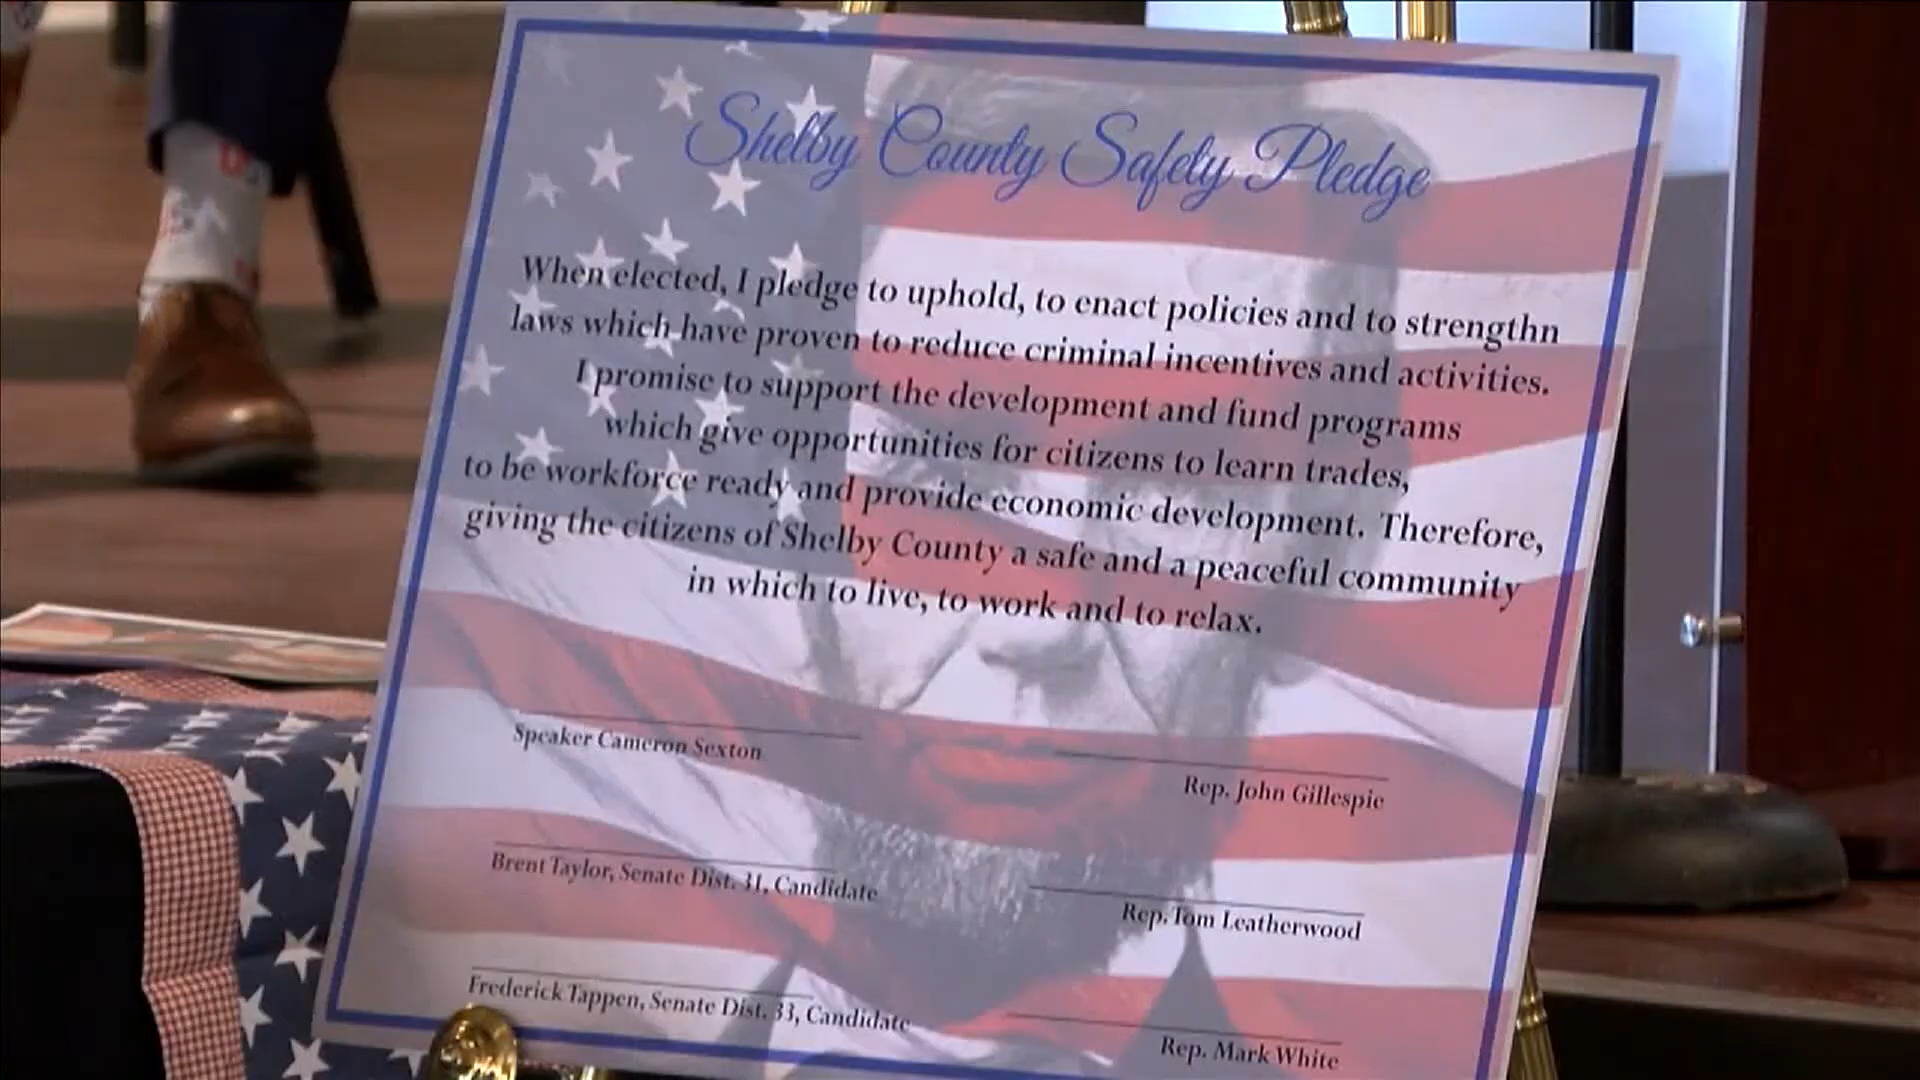 Shelby County Safety Pledge
When elected, I pledge to uphold, to enact policies and to strengthn
laws which have proven to reduce criminal incentives and activities.
I promise to support the development and fund programs
which give opportunities for citizens to learn trades,
to be workforce ready and provide economic development. Therefore,
giving the citizens of Shelby County a safe and a peaceful community
in which to live, to work and to relax.
Speaker Cameron Sexton
Rep. John Gillespie
Brent Taylor, Senate Dist. 31, Candidate
Rep. Tom Leatherwood
Frederick Tappen, Senate Dist. 33, Candidate
Rep. Mark White